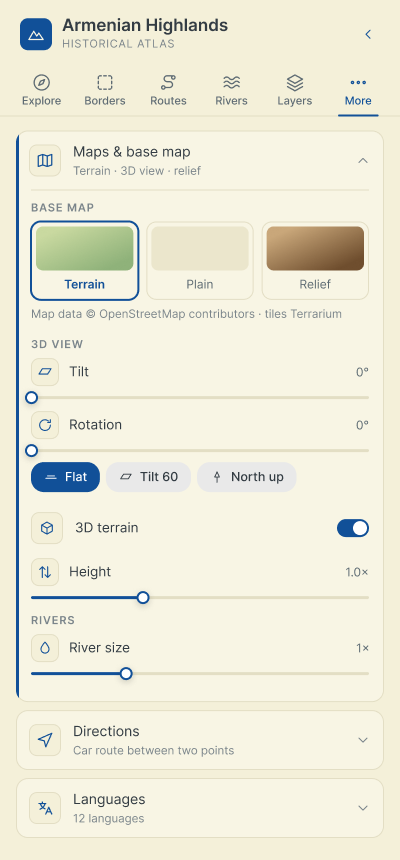 Armenian Highlands
HISTORICAL ATLAS
Explore
Borders
Routes
Rivers
Layers
More
Maps & base map
Terrain · 3D view · relief
BASE MAP
Terrain
Plain
Relief
Map data © OpenStreetMap contributors · tiles Terrarium
3D VIEW
Tilt 0°
Rotation 0°
Flat
Tilt 60
North up
3D terrain
Height 1.0×
RIVERS
River size 1×
Directions
Car route between two points
Languages
12 languages